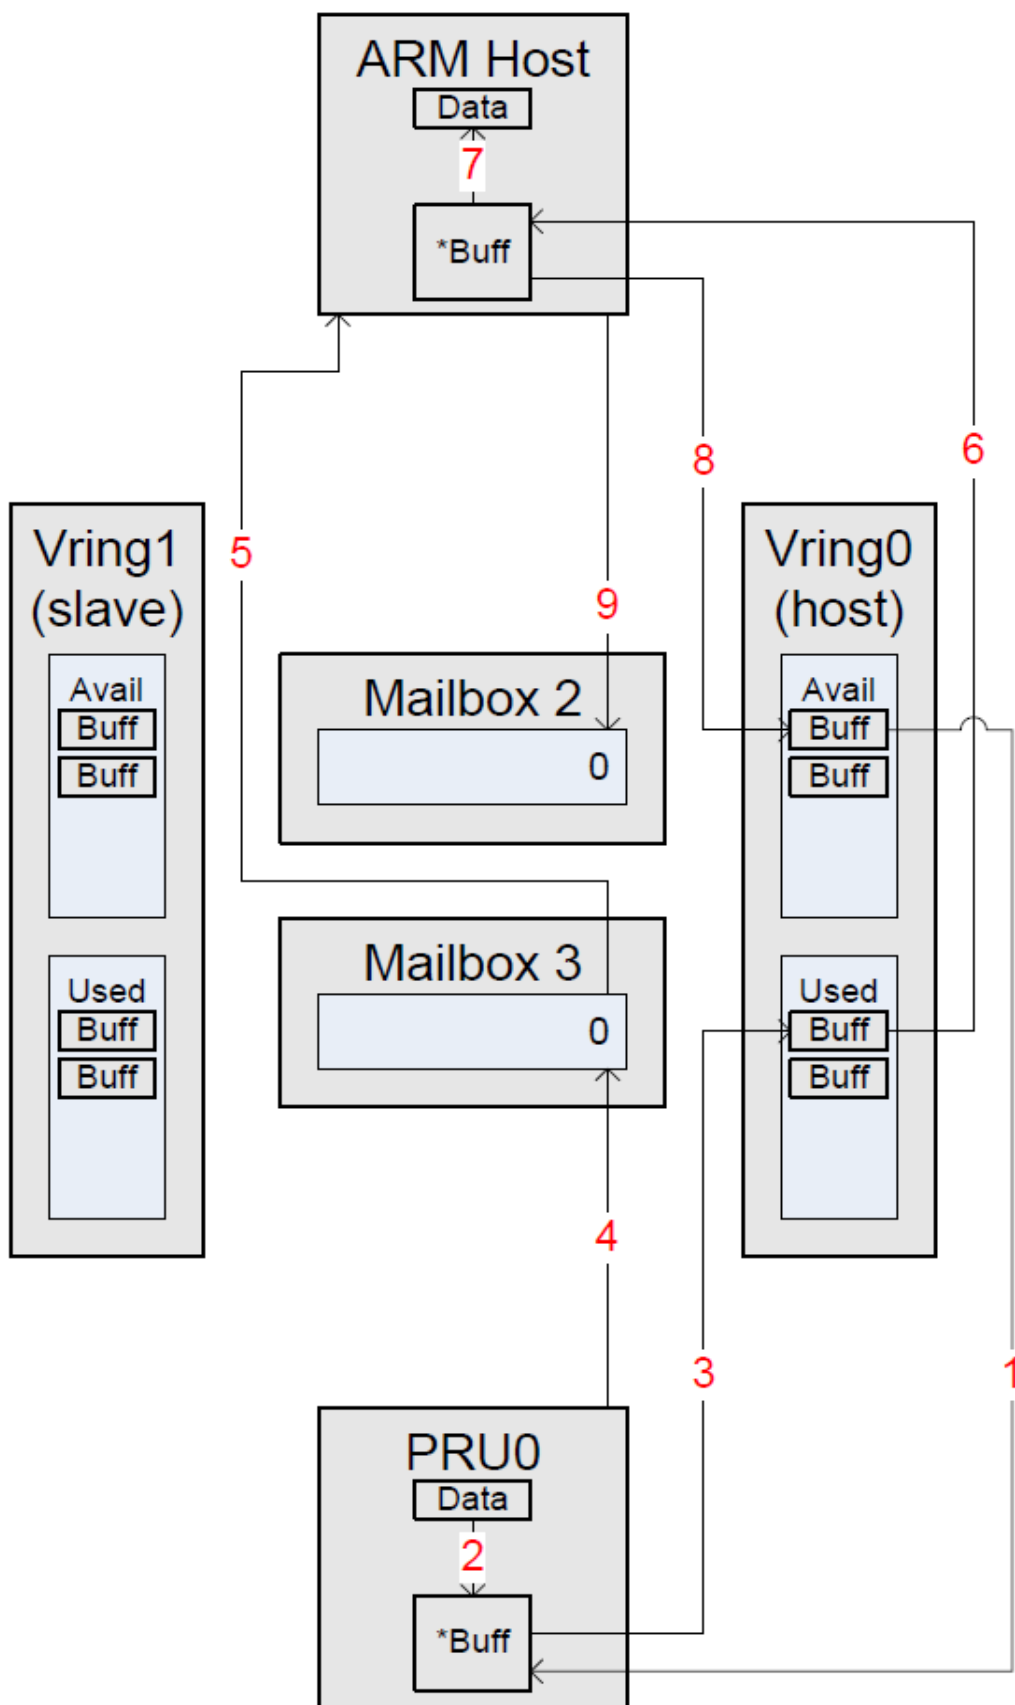 ARM Host
Data
7
*Buff
8
6
5
9
Vring1
(slave)
Avail
Buff
Buff
Used
Buff
Buff
Mailbox 2
0
Mailbox 3
0
Vring0
(host)
Avail
Buff
Buff
Used
Buff
Buff
4
3
1
PRU0
Data
2
*Buff